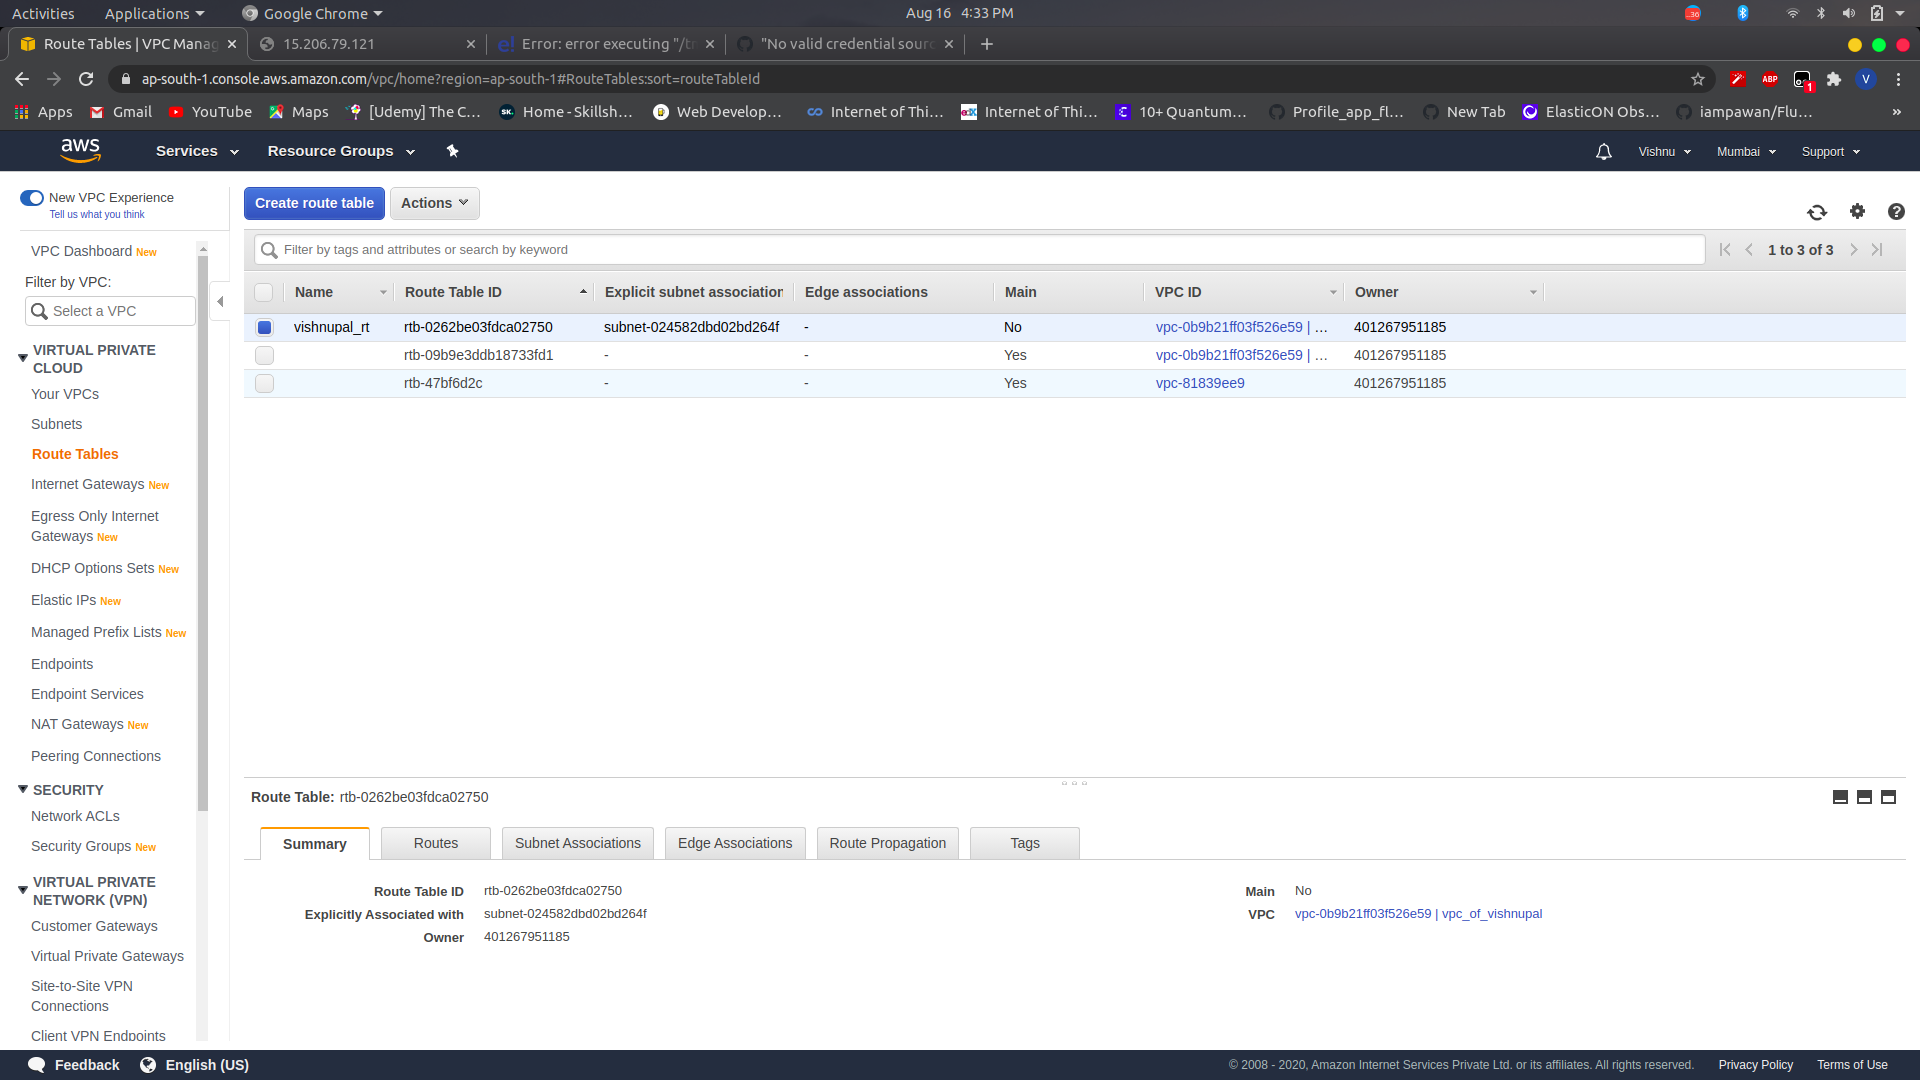 Activities Applications Google Chrome Aug 16 4:33 PM
Route Tables | VPC Manag 15.206.79.121 Error: error executing "/t "No valid credential sour
ap-south-1.console.aws.amazon.com/vpc/home?region=ap-south-1#RouteTables:sort=routeTableId ABP 1 V
Apps Gmail YouTube Maps [Udemy] The C... Home - Skillsh... Web Develop... Internet of Thi... Internet of Thi... 10+ Quantum... Profile_app_fl... New Tab ElasticON Obs... iampawan/Flu... »
aws Services Resource Groups Vishnu Mumbai Support
New VPC Experience
Tell us what you think
Create route table Actions
VPC Dashboard New
Filter by VPC:
Select a VPC
VIRTUAL PRIVATE
CLOUD
Your VPCs
Subnets
Route Tables
Internet Gateways New
Egress Only Internet
Gateways New
DHCP Options Sets New
Elastic IPs New
Managed Prefix Lists New
Endpoints
Endpoint Services
NAT Gateways New
Peering Connections
SECURITY
Network ACLs
Security Groups New
VIRTUAL PRIVATE
NETWORK (VPN)
Customer Gateways
Virtual Private Gateways
Site-to-Site VPN
Connections
Client VPN Endpoints
Filter by tags and attributes or search by keyword 1 to 3 of 3
Name Route Table ID Explicit subnet association Edge associations Main VPC ID Owner
vishnupal_rt rtb-0262be03fdca02750 subnet-024582dbd02bd264f - No vpc-0b9b21ff03f526e59 | ... 401267951185
rtb-09b9e3ddb18733fd1 - - Yes vpc-0b9b21ff03f526e59 | ... 401267951185
rtb-47bf6d2c - - Yes vpc-81839ee9 401267951185
Route Table: rtb-0262be03fdca02750
Summary Routes Subnet Associations Edge Associations Route Propagation Tags
Route Table ID rtb-0262be03fdca02750 Main No
Explicitly Associated with subnet-024582dbd02bd264f VPC vpc-0b9b21ff03f526e59 | vpc_of_vishnupal
Owner 401267951185
Feedback English (US) © 2008 - 2020, Amazon Internet Services Private Ltd. or its affiliates. All rights reserved. Privacy Policy Terms of Use